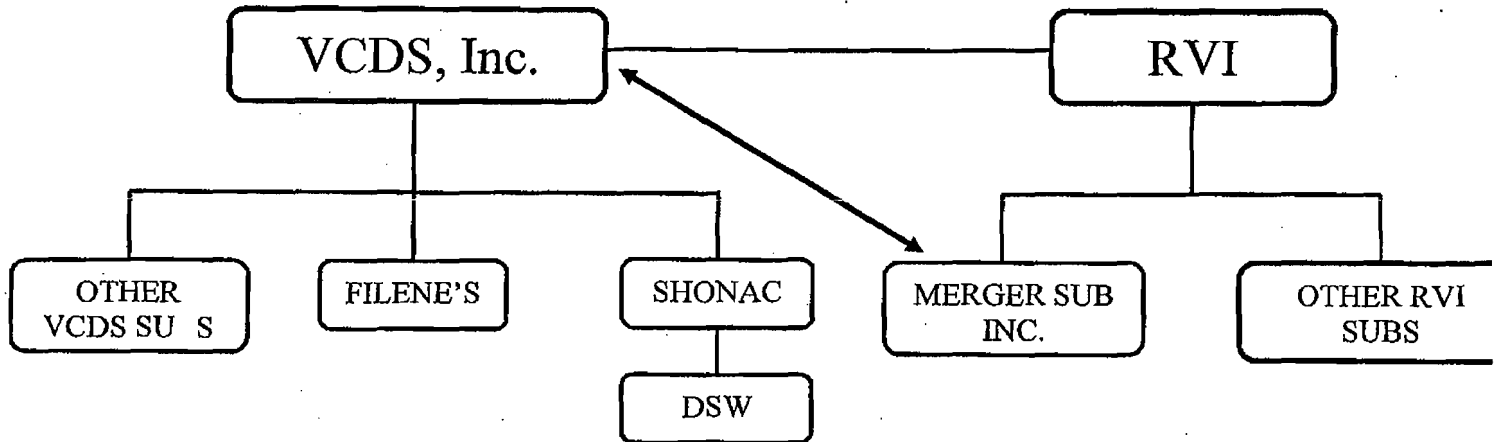 VCDS, Inc.
RVI
OTHER
VCDS SU S
FILENE'S
SHONAC
MERGER SUB
INC.
OTHER RVI
SUBS
DSW